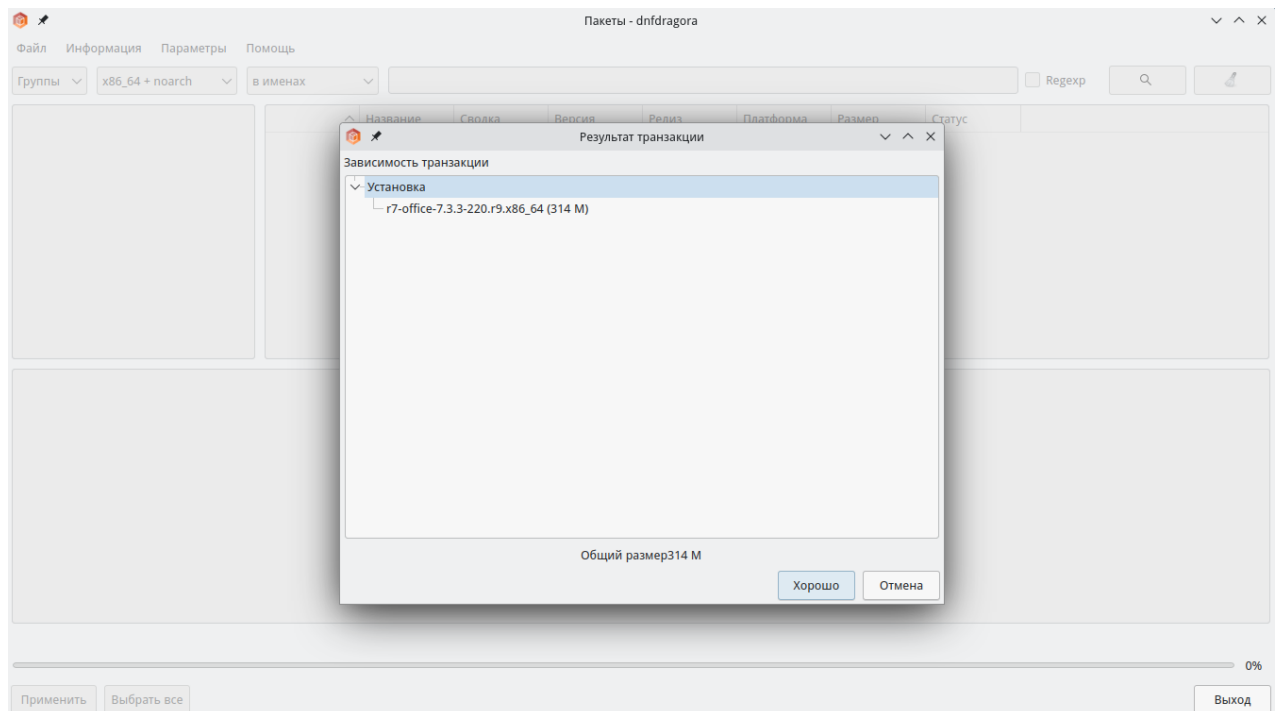 Пакеты - dnfdragora
Файл Информация Параметры Помощь
Группы x86_64 + noarch в именах Regexp
Название Сводка Версия Релиз Платформа Размер Статус
Результат транзакции
Зависимость транзакции
Установка
r7-office-7.3.3-220.r9.x86_64 (314 M)
Общий размер314 M
Хорошо Отмена
0%
Применить Выбрать все Выход